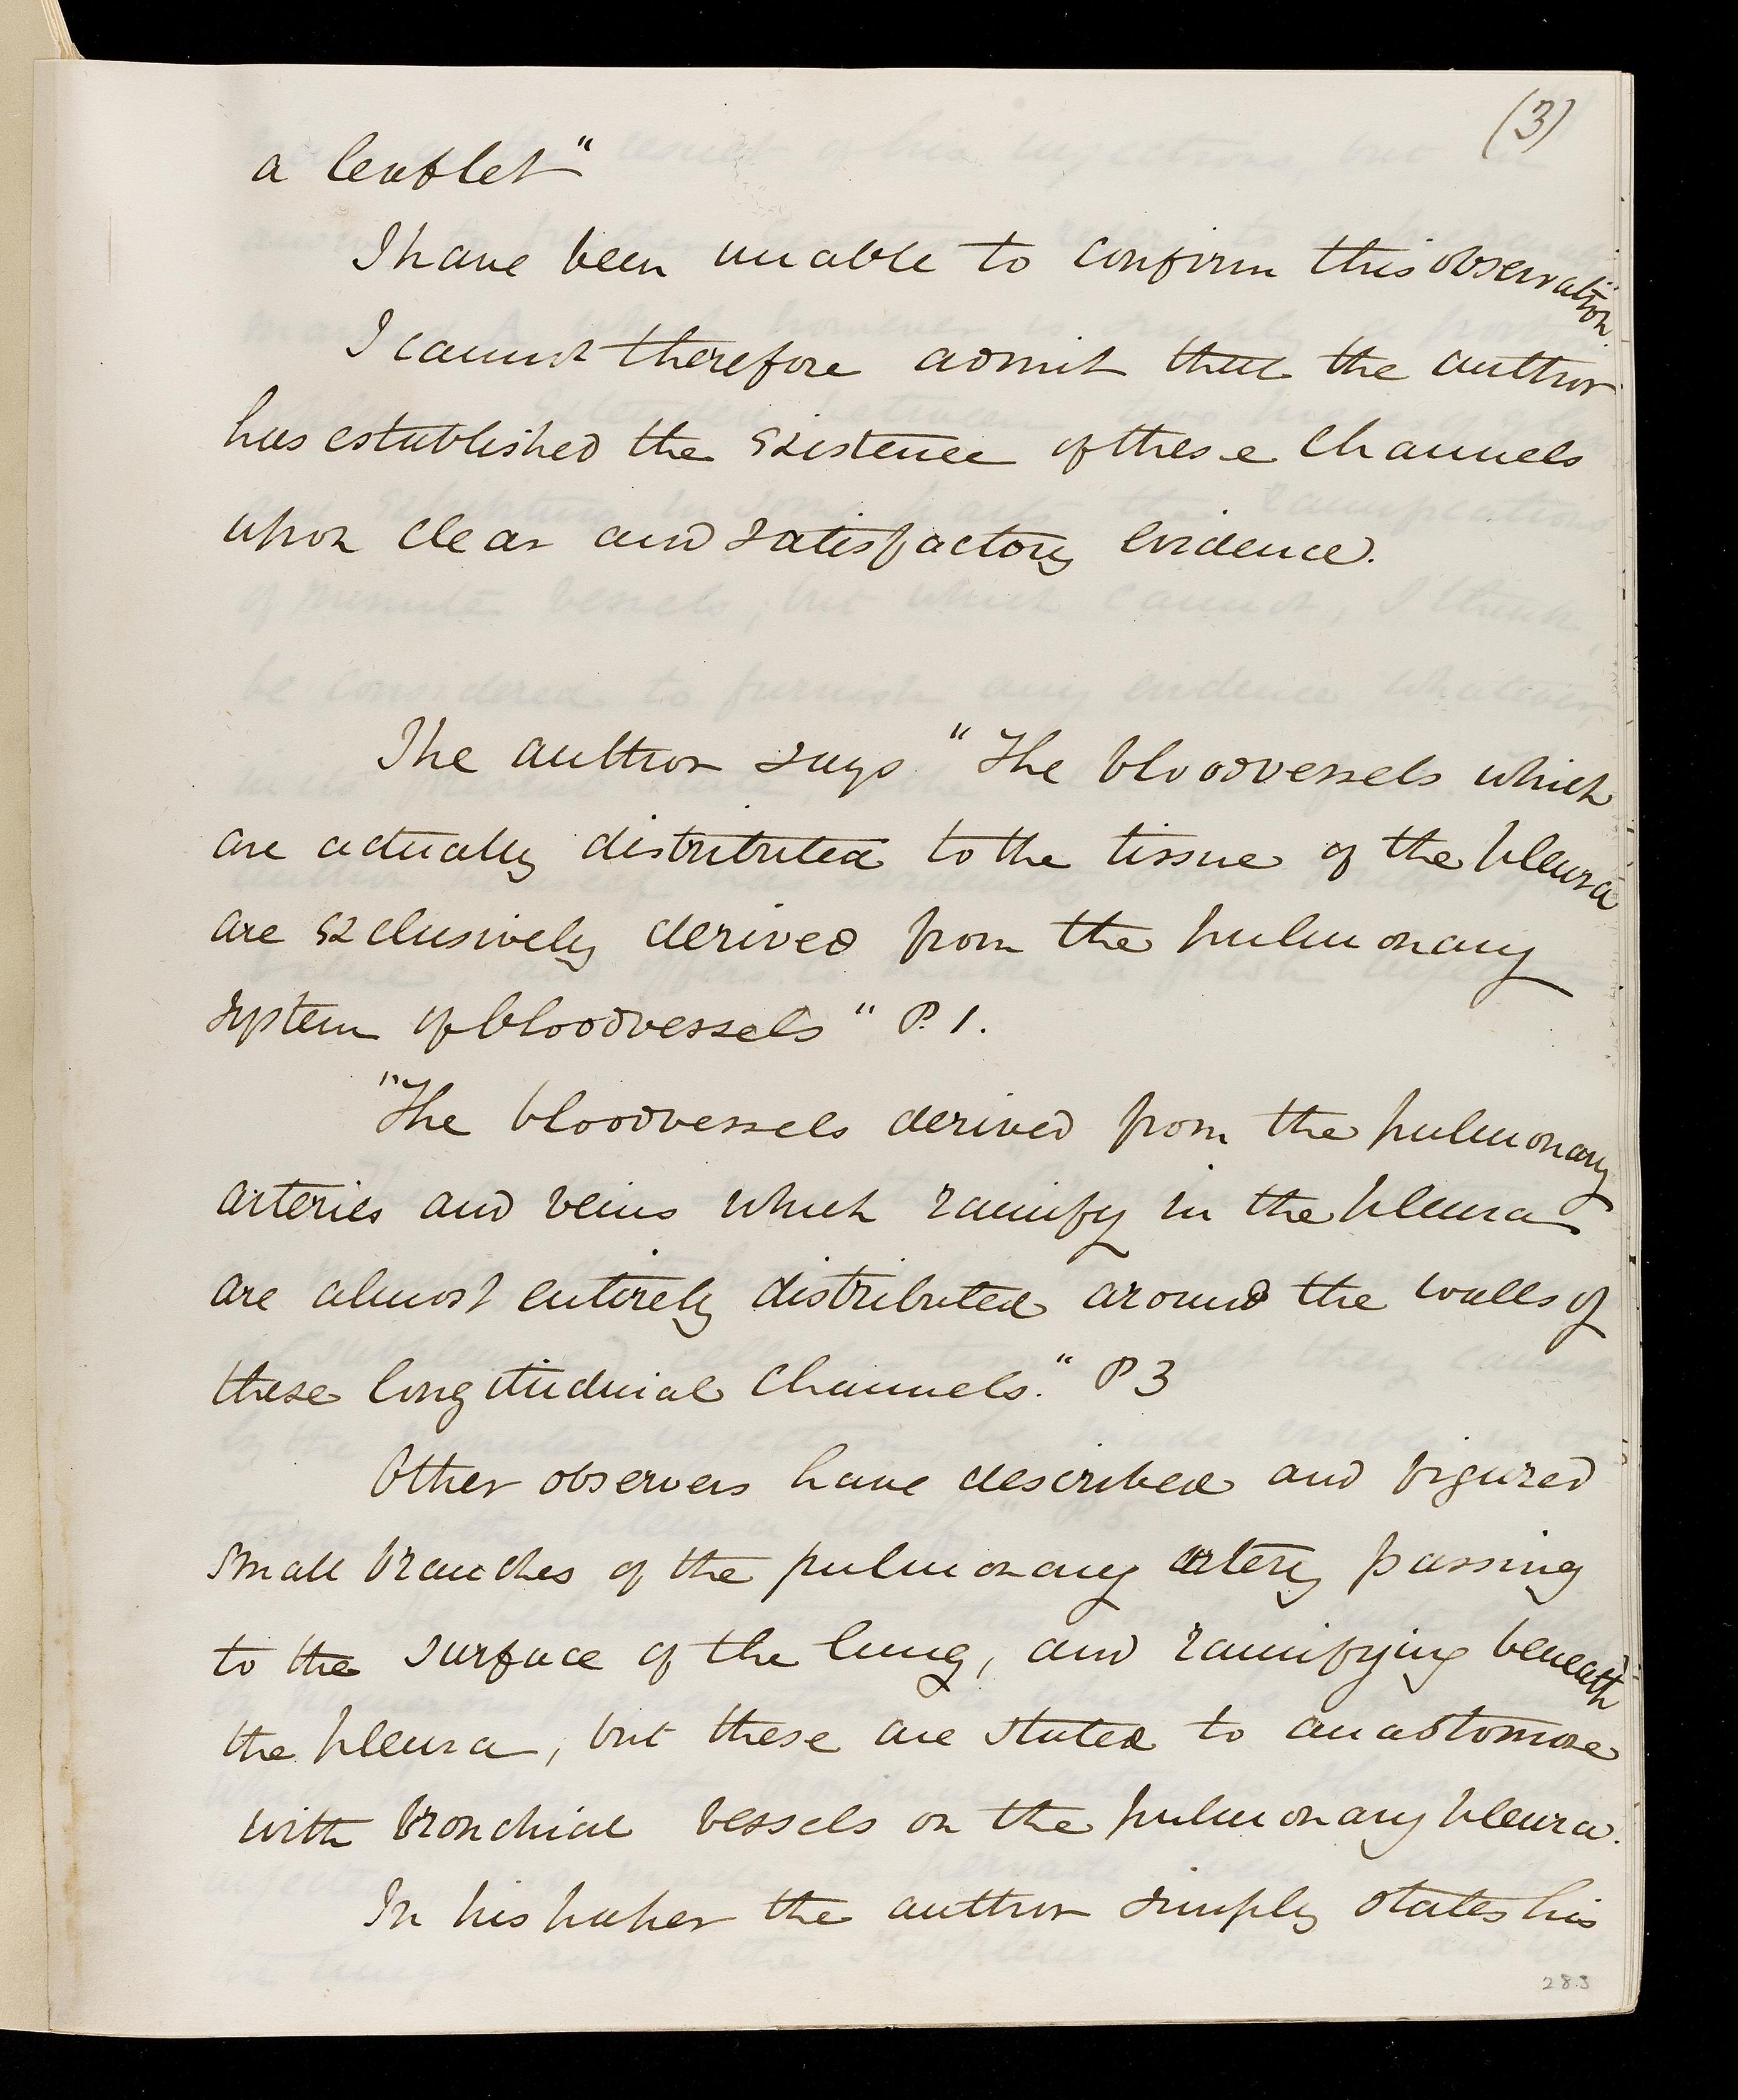 (3)
a leaflet"
I have been unable to confirm this observation.
I cannot therefore admit that the author
has established the existence of these channels
upon clear and satisfactory evidence.
The author says "The bloodvessels which
are actually distributed to the tissue of the pleura
are exclusively derived from the pulmonary
system of bloodvessels" P. 1.
"The bloodvessels derived from the pulmonary
arteries and veins which ramify in the pleura
are almost entirely distributed around the walls of
these longitudinal channels." P 3
Other observers have described and figured
small branches of the pulmonary artery passing
to the surface of the lung, and ramifying beneath
the pleura, but these are stated to anastomose
with bronchial vessels on the pulmonary pleura.
In his paper the author simply states his
283